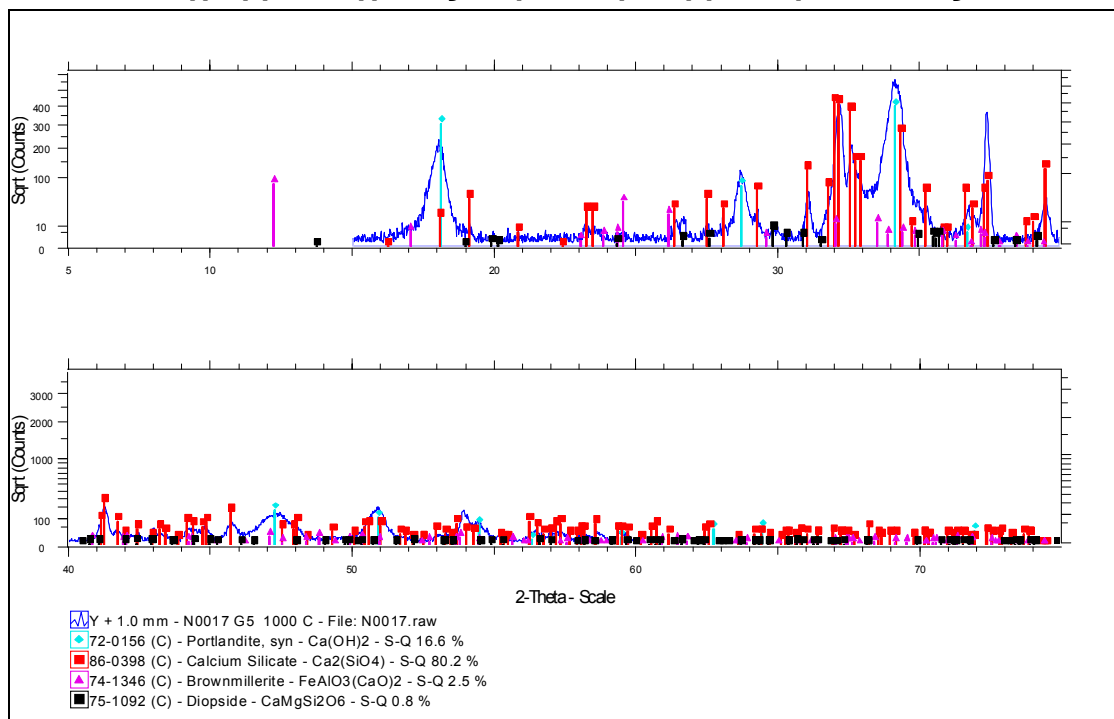 Sqrt (Counts)
400
300
200
100
10
0
5
10
20
30
3000
2000
1000
Sqrt (Counts)
100
0
40
50
60
70
2-Theta - Scale
Y + 1.0 mm - N0017 G5 1000 C - File: N0017.raw
72-0156 (C) - Portlandite, syn - Ca(OH)2 - S-Q 16.6 %
86-0398 (C) - Calcium Silicate - Ca2(SiO4) - S-Q 80.2 %
74-1346 (C) - Brownmillerite - FeAlO3(CaO)2 - S-Q 2.5 %
75-1092 (C) - Diopside - CaMgSi2O6 - S-Q 0.8 %